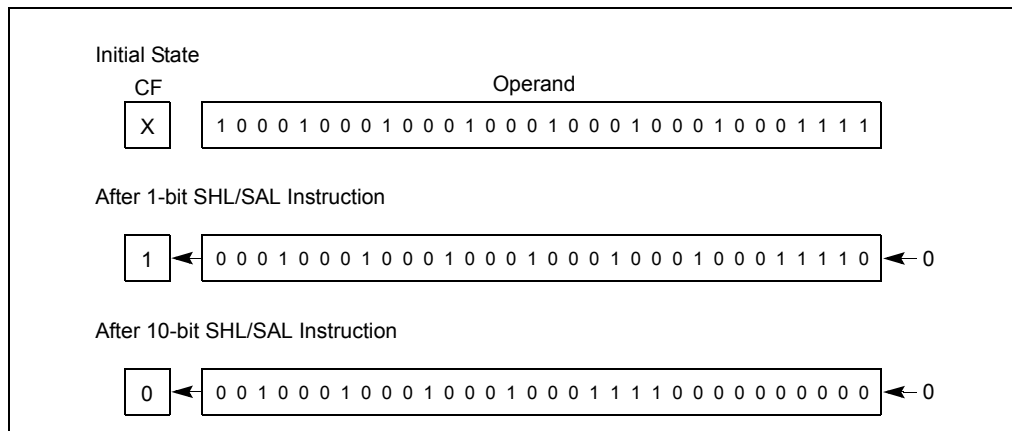 Initial State
CF Operand
X 1 0 0 0 1 0 0 0 1 0 0 0 1 0 0 0 1 0 0 0 1 0 0 0 1 0 0 0 1 1 1 1
After 1-bit SHL/SAL Instruction
1 0 0 0 1 0 0 0 1 0 0 0 1 0 0 0 1 0 0 0 1 0 0 0 1 0 0 0 1 1 1 1 0 0
After 10-bit SHL/SAL Instruction
0 0 0 1 0 0 0 1 0 0 0 1 0 0 0 1 0 0 0 1 1 1 1 0 0 0 0 0 0 0 0 0 0 0